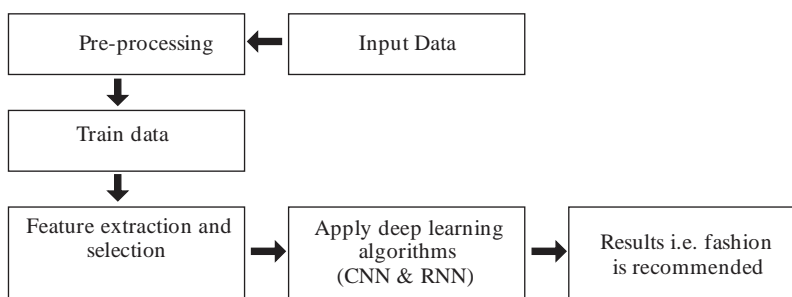 Pre-processing
Input Data
Train data
Feature extraction and
selection
Apply deep learning
algorithms
(CNN & RNN)
Results i.e. fashion
is recommended